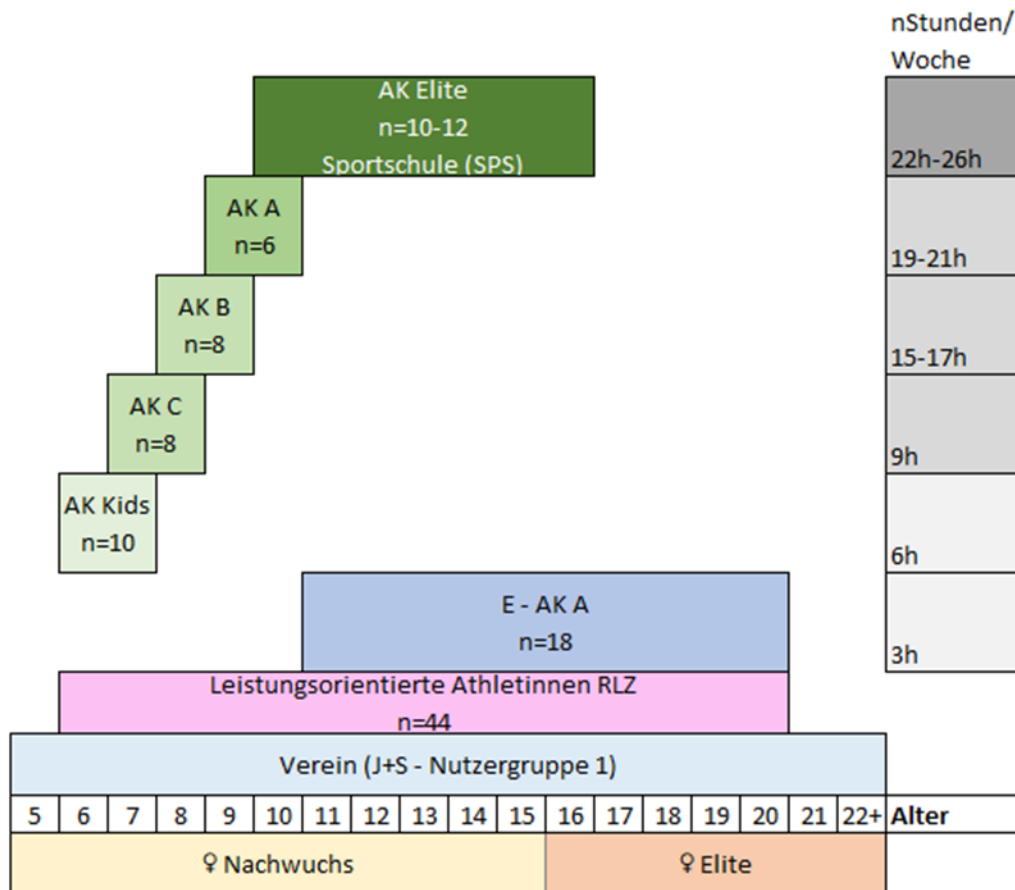 nStunden/
Woche
AK Elite
n=10-12
Sportschule (SPS)
22h-26h
AK A
n=6
19-21h
AK B
n=8
15-17h
AK C
n=8
9h
AK Kids
n=10
6h
E - AK A
n=18
3h
Leistungsorientierte Athletinnen RLZ
n=44
Verein (J+S - Nutzergruppe 1)
5 6 7 8 9 10 11 12 13 14 15 16 17 18 19 20 21 22+ Alter
♀ Nachwuchs ♀ Elite